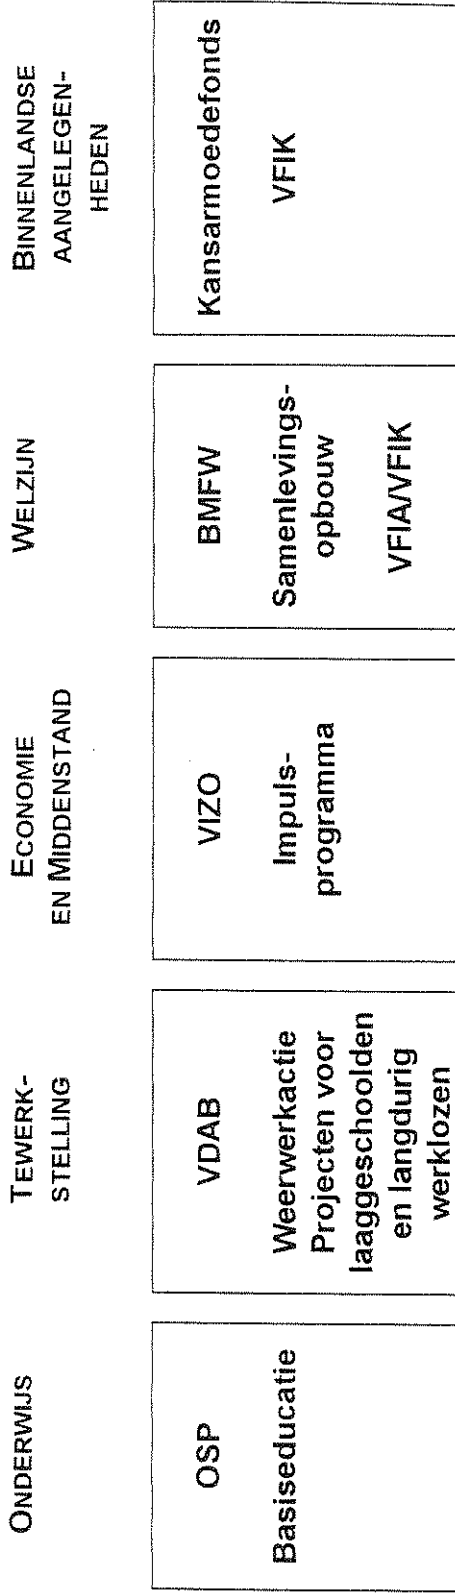 ONDERWIJS
OSP
Basiseducatie
TEWERK-
STELLING
VDAB
Weerwerkactie
Projecten voor
laaggeschoolden
en langdurig
werklozen
ECONOMIE
EN MIDDENSTAND
VIZO
Impuls-
programma
WELZIJN
BMFW
Samenlevings-
opbouw
VFIA/VFIK
BINNENLANDSE
AANGELEGEN-
HEDEN
Kansarmoedefonds
VFIK